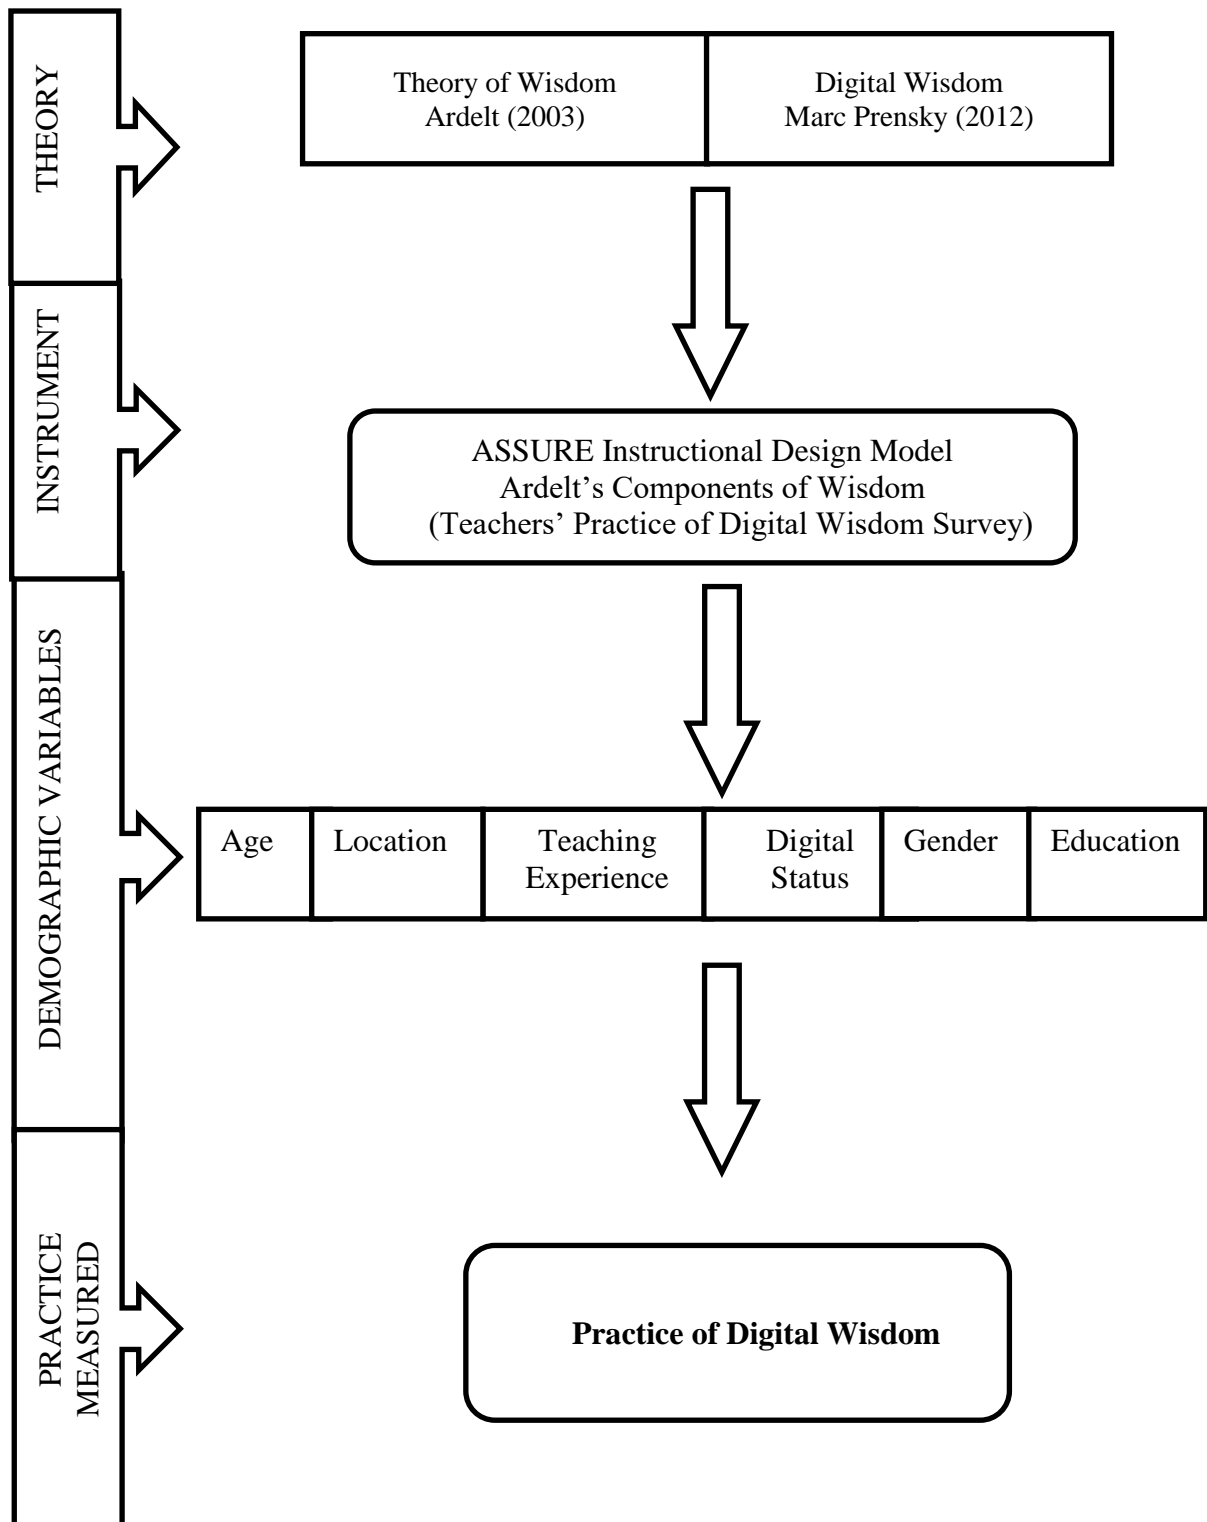 THEORY
Theory of Wisdom
Ardelt (2003)
Digital Wisdom
Marc Prensky (2012)
INSTRUMENT
ASSURE Instructional Design Model
Ardelt’s Components of Wisdom
(Teachers’ Practice of Digital Wisdom Survey)
DEMOGRAPHIC VARIABLES
Age
Location
Teaching
Experience
Digital
Status
Gender
Education
PRACTICE
MEASURED
Practice of Digital Wisdom